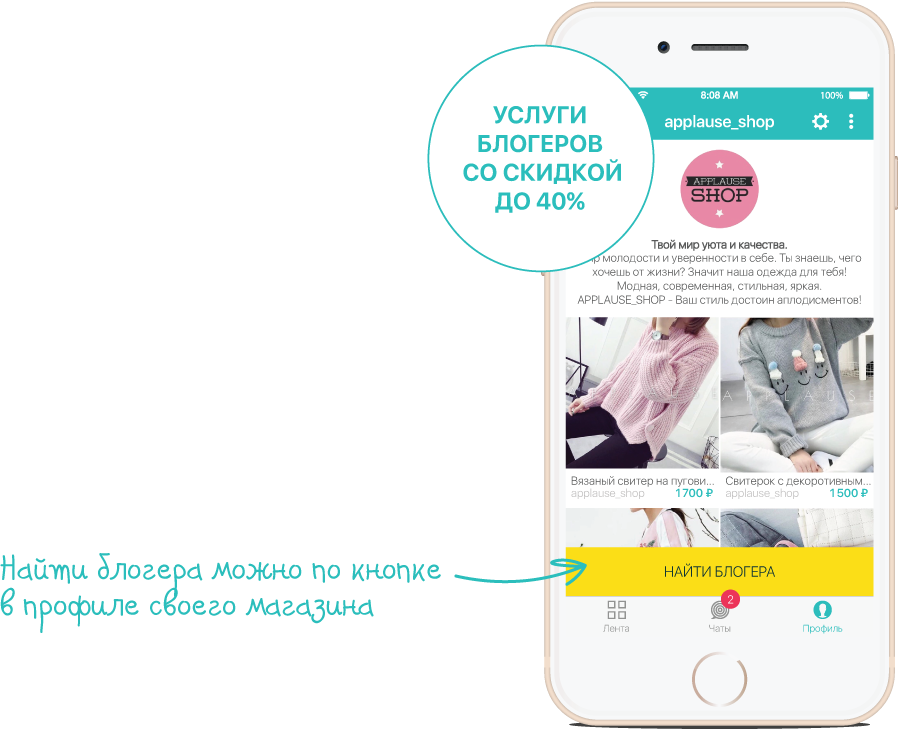 УСЛУГИ
БЛОГЕРОВ
СО СКИДКОЙ
ДО 40%
8:08 AM
100%
applause_shop
APPLAUSE
SHOP
Твой мир уюта и качества.
молодости и уверенности в себе. Ты знаешь, чего
хочешь от жизни? Значит наша одежда для тебя!
Модная, современная, стильная, яркая.
APPLAUSE_SHOP - Ваш стиль достоин аплодисментов!
APPLAUSE
Вязаный свитер на пугови...
applause_shop 1700 ₽
Свитерок с декоротивным...
applause_shop 1500 ₽
Найти блогера можно по кнопке
в профиле своего магазина
НАЙТИ БЛОГЕРА
2
Лента
Чаты
Профиль